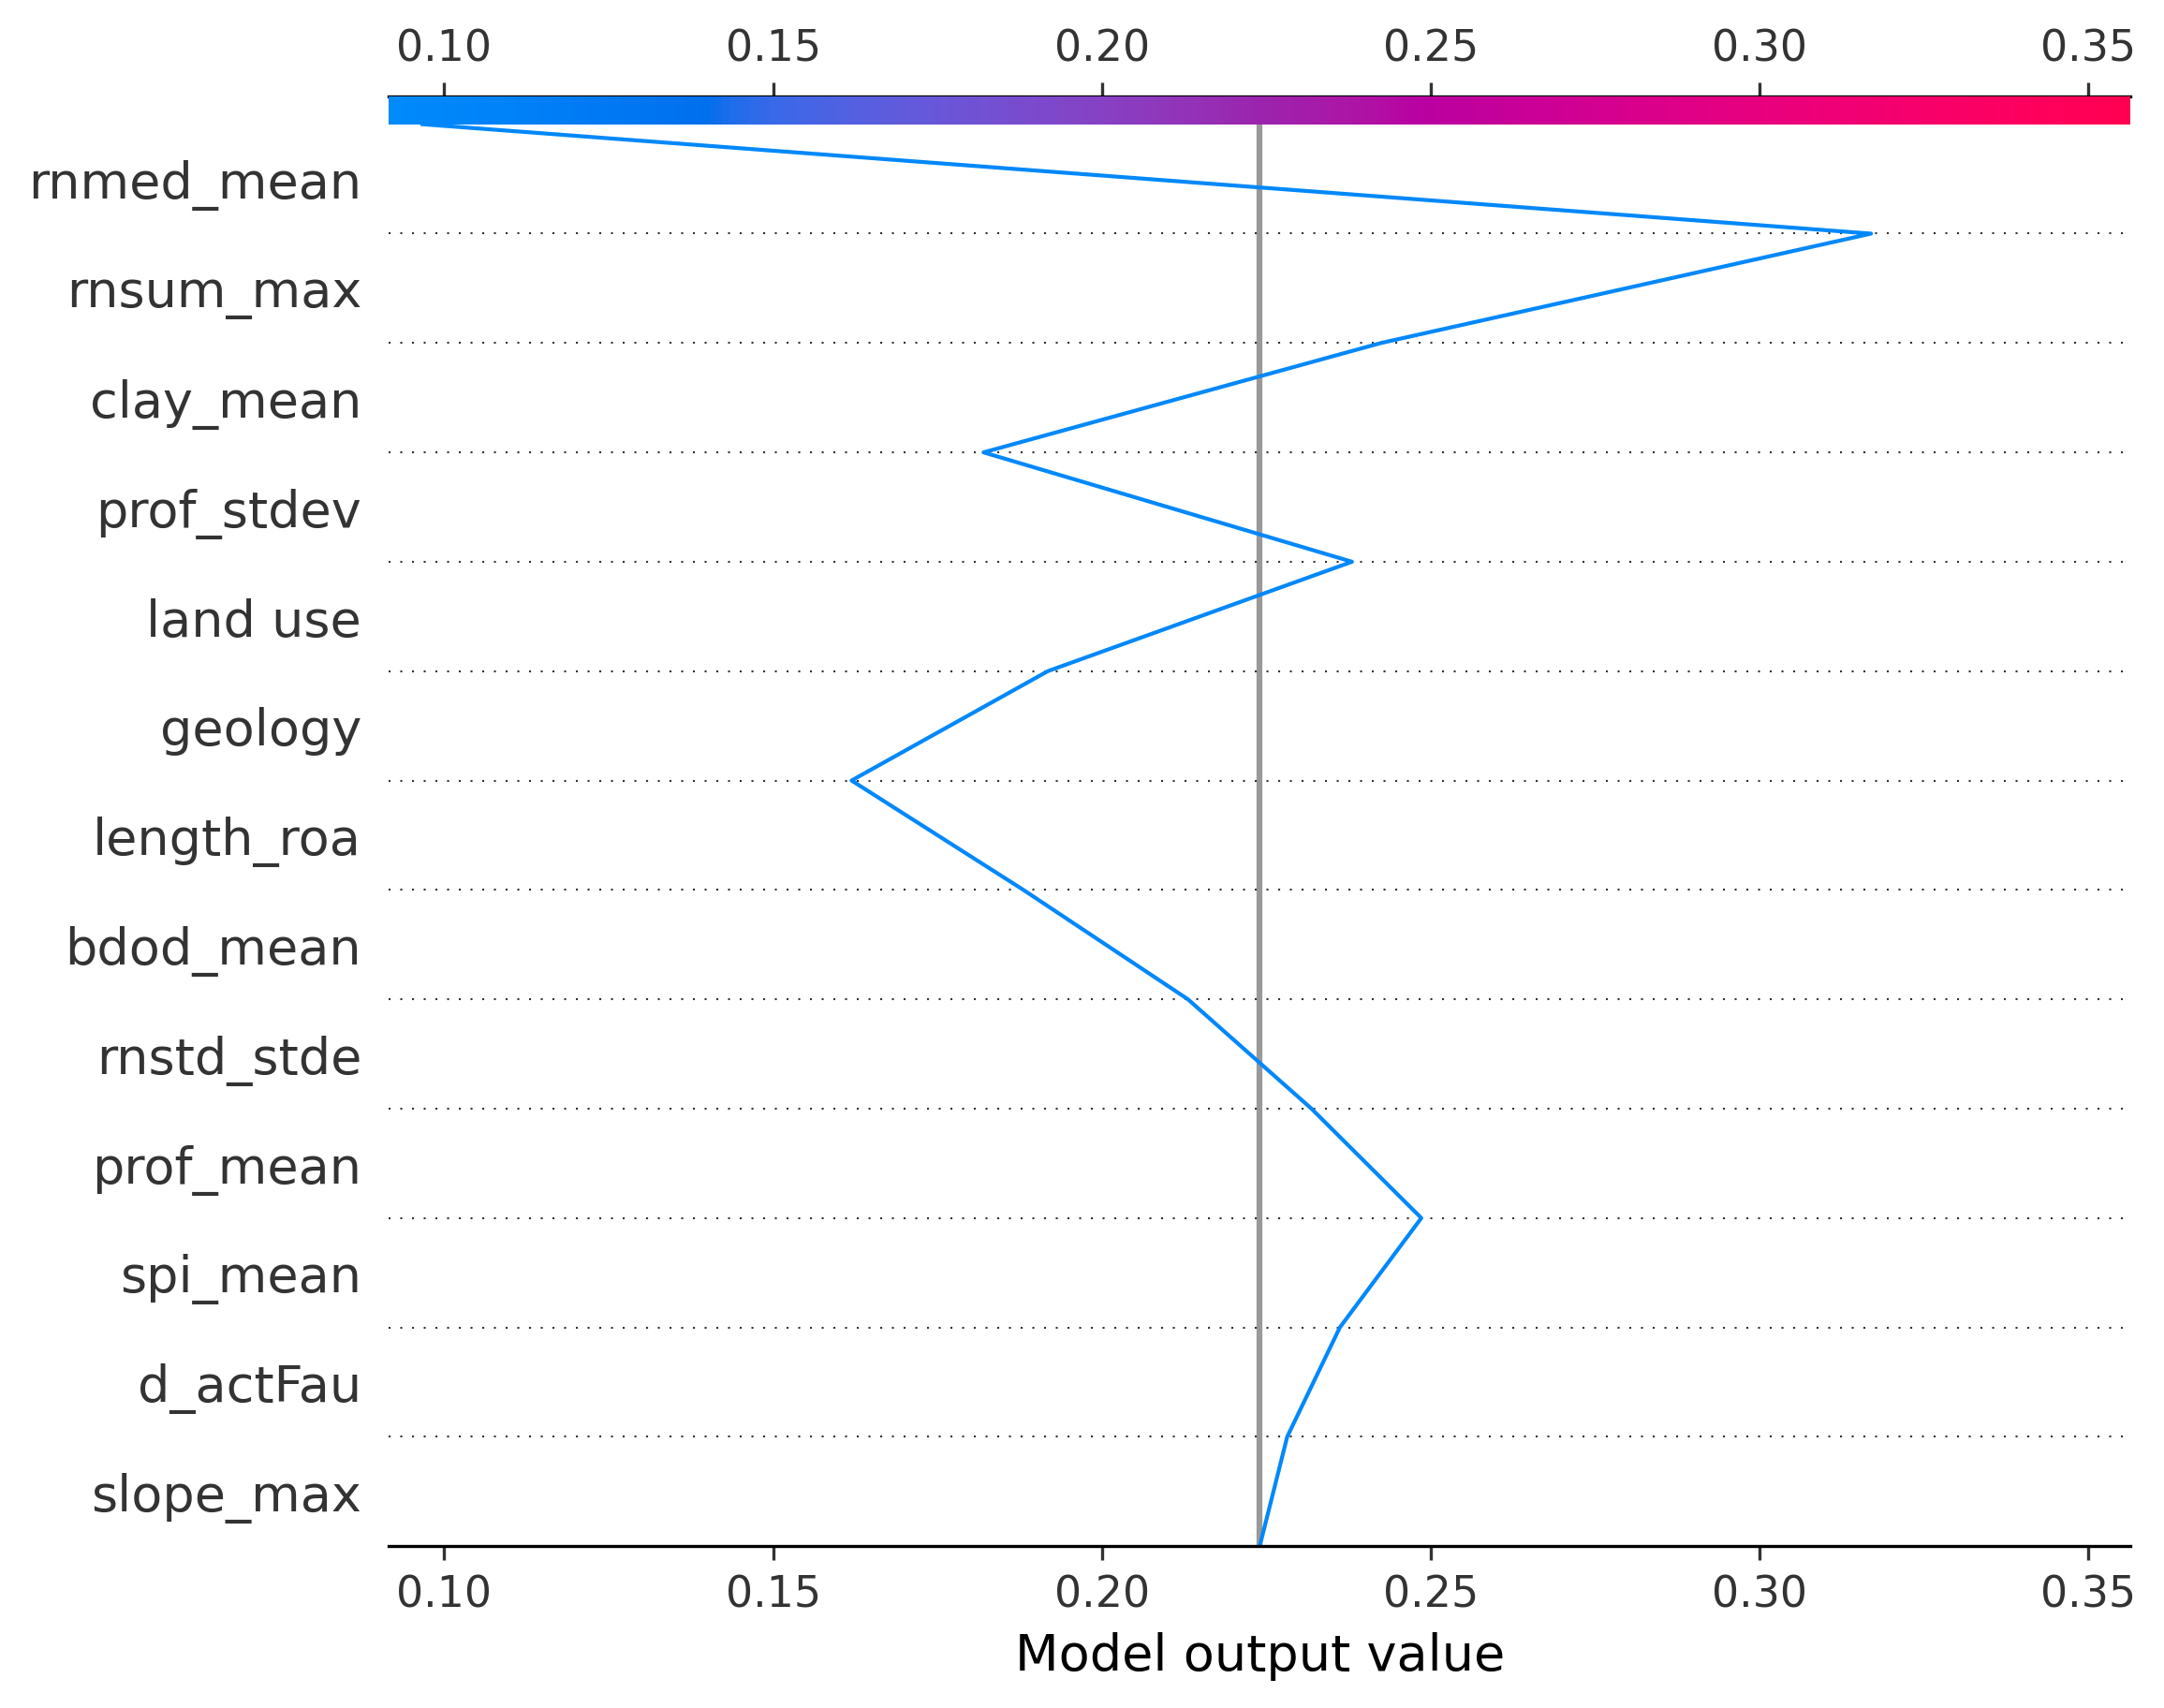 0.10 0.15 0.20 0.25 0.30 0.35
rnmed_mean
rnsum_max
clay_mean
prof_stdev
land use
geology
length_roa
bdod_mean
rnstd_stde
prof_mean
spi_mean
d_actFau
slope_max
0.10 0.15 0.20 0.25 0.30 0.35
Model output value